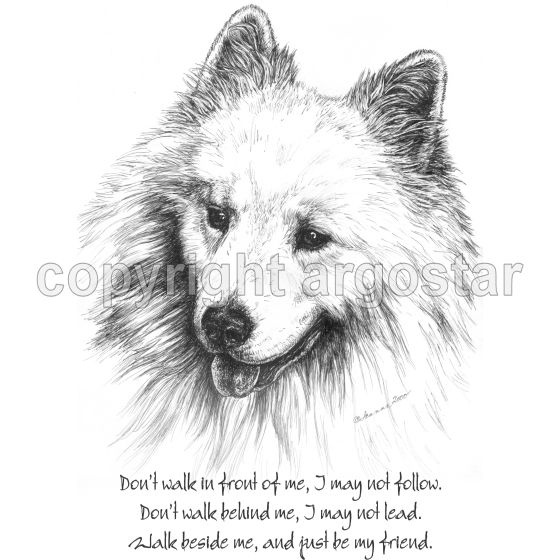 copyright argostar
Don't walk in front of me, I may not follow.
Don't walk behind me, I may not lead.
Walk beside me, and just be my friend.